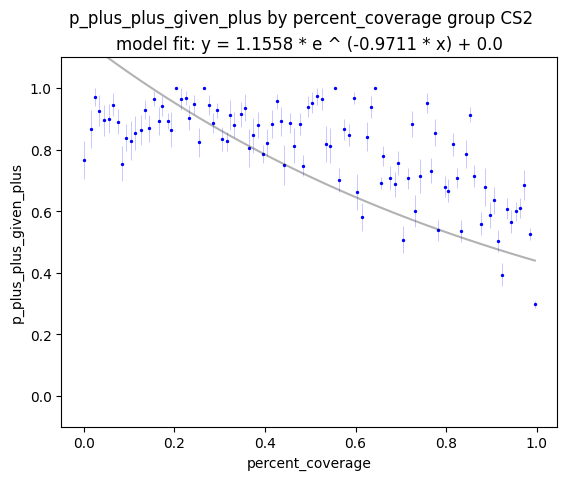 p_plus_plus_given_plus by percent_coverage group CS2
model fit: y = 1.1558 * e ^ (-0.9711 * x) + 0.0
1.0
0.8
0.6
0.4
0.2
0.0
p_plus_plus_given_plus
0.0 0.2 0.4 0.6 0.8 1.0
percent_coverage